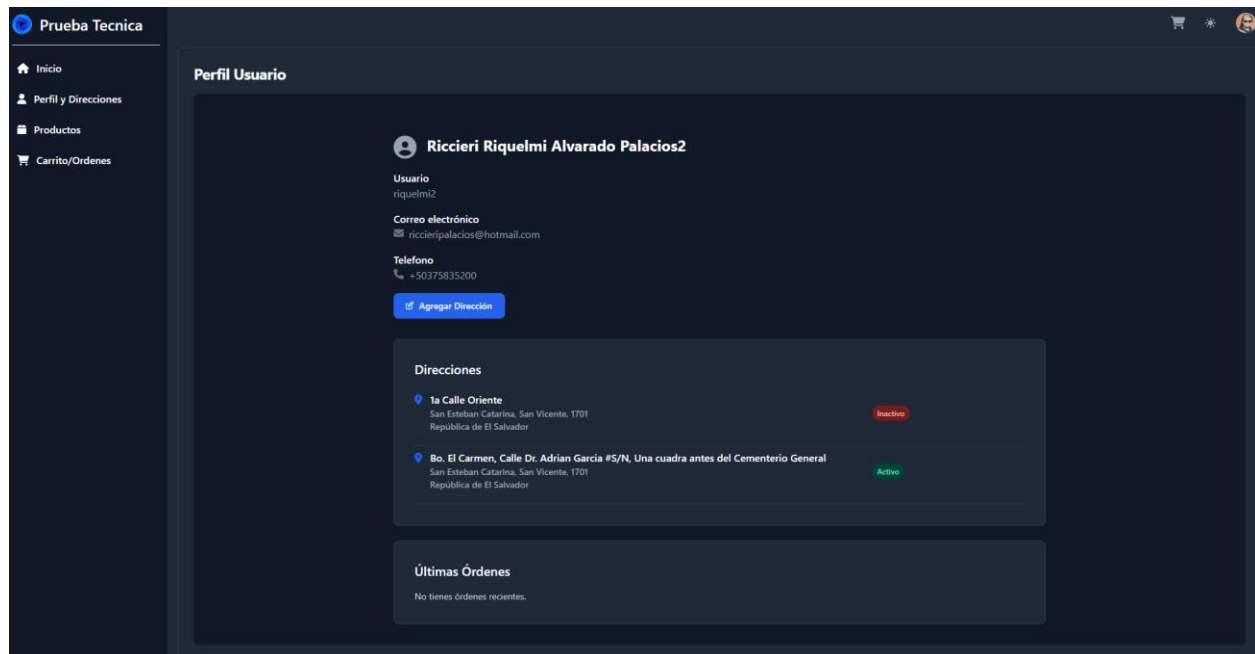 Prueba Tecnica
Inicio
Perfil y Direcciones
Productos
Carrito/Ordenes
Perfil Usuario
Riccieri Riquelmi Alvarado Palacios2
Usuario
riquelmi2
Correo electrónico
riccieripalacios@hotmail.com
Telefono
+50375835200
Agregar Dirección
Direcciones
1a Calle Oriente
San Esteban Catarina, San Vicente, 1701
República de El Salvador
Inactivo
Bo. El Carmen, Calle Dr. Adrian Garcia #S/N, Una cuadra antes del Cementerio General
San Esteban Catarina, San Vicente, 1701
República de El Salvador
Activo
Últimas Órdenes
No tienes órdenes recientes.